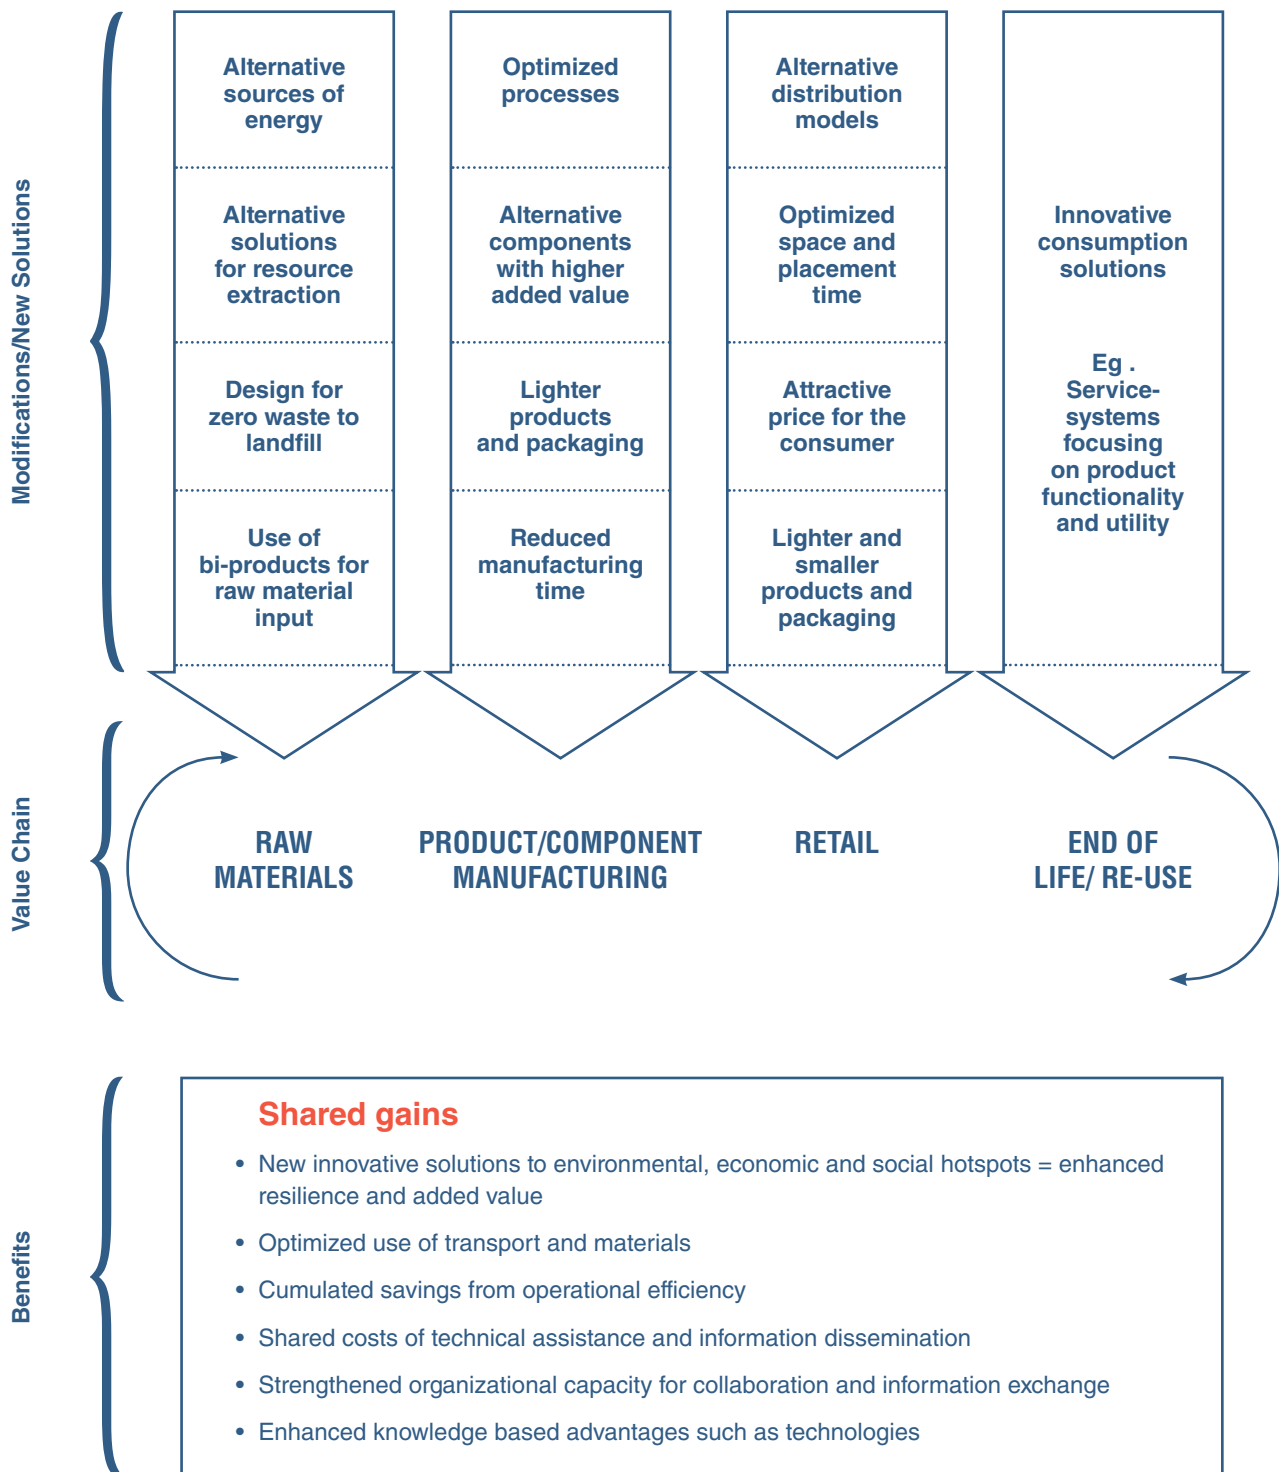 Modifications/New Solutions
Alternative
sources of
energy
Alternative
solutions
for resource
extraction
Design for
zero waste to
landfill
Use of
bi-products for
raw material
input
Optimized
processes
Alternative
components
with higher
added value
Lighter
products
and packaging
Reduced
manufacturing
time
Alternative
distribution
models
Optimized
space and
placement
time
Attractive
price for the
consumer
Lighter and
smaller
products and
packaging
Innovative
consumption
solutions
Eg .
Service-
systems
focusing
on product
functionality
and utility
Value Chain
RAW
MATERIALS
PRODUCT/COMPONENT
MANUFACTURING
RETAIL
END OF
LIFE/ RE-USE
Benefits
Shared gains
• New innovative solutions to environmental, economic and social hotspots = enhanced
resilience and added value
• Optimized use of transport and materials
• Cumulated savings from operational efficiency
• Shared costs of technical assistance and information dissemination
• Strengthened organizational capacity for collaboration and information exchange
• Enhanced knowledge based advantages such as technologies